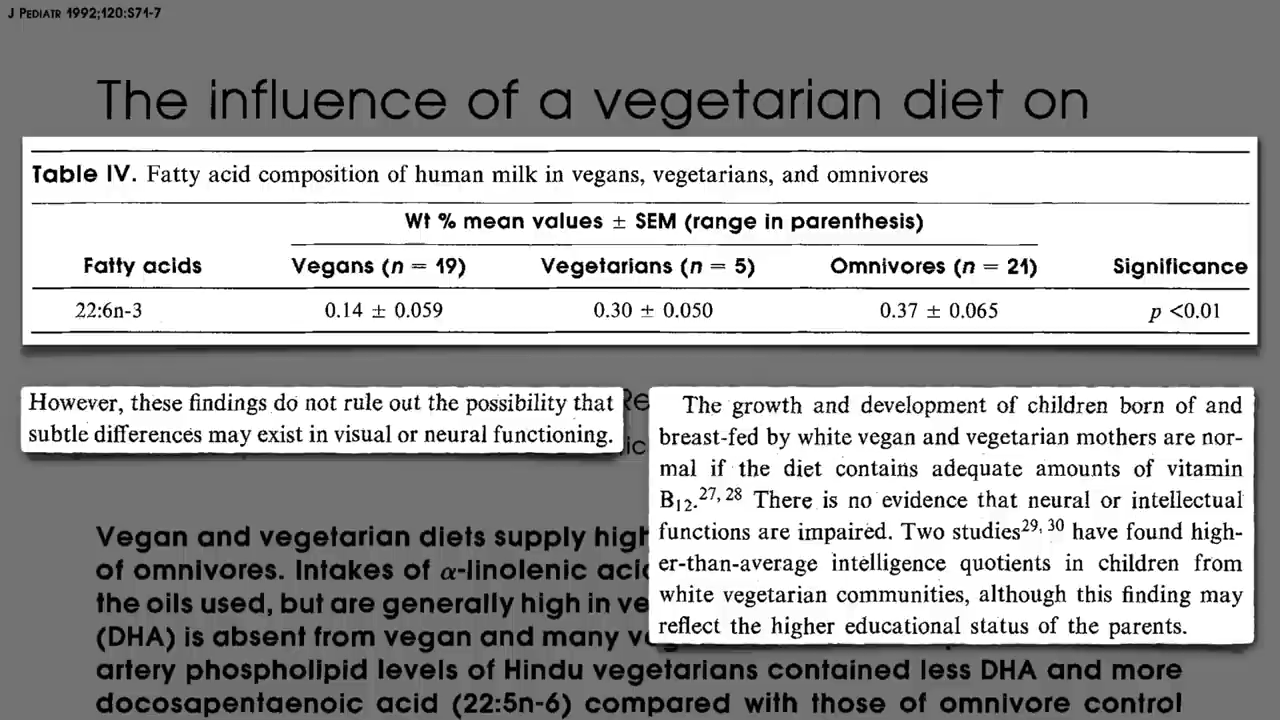 J PEDIATR 1992;120:S71-7
The influence of a vegetarian diet on
Table IV. Fatty acid composition of human milk in vegans, vegetarians, and omnivores
Wt % mean values ± SEM (range in parenthesis)
Fatty acids Vegans (n = 19) Vegetarians (n = 5) Omnivores (n = 21) Significance
22:6n-3 0.14 ± 0.059 0.30 ± 0.050 0.37 ± 0.065 p <0.01
However, these findings do not rule out the possibility that
subtle differences may exist in visual or neural functioning.
The growth and development of children born of and
breast-fed by white vegan and vegetarian mothers are nor-
mal if the diet contains adequate amounts of vitamin
B12.27, 28 There is no evidence that neural or intellectual
functions are impaired. Two studies29, 30 have found high-
er-than-average intelligence quotients in children from
white vegetarian communities, although this finding may
reflect the higher educational status of the parents.
Vegan and vegetarian diets supply
of omnivores. Intakes of α-linolenic
the oils used, but are generally high in
(DHA) is absent from vegan and many
artery phospholipid levels of Hindu vegetarians contained less DHA and more
docosapentaenoic acid (22:5n-6) compared with those of omnivore control